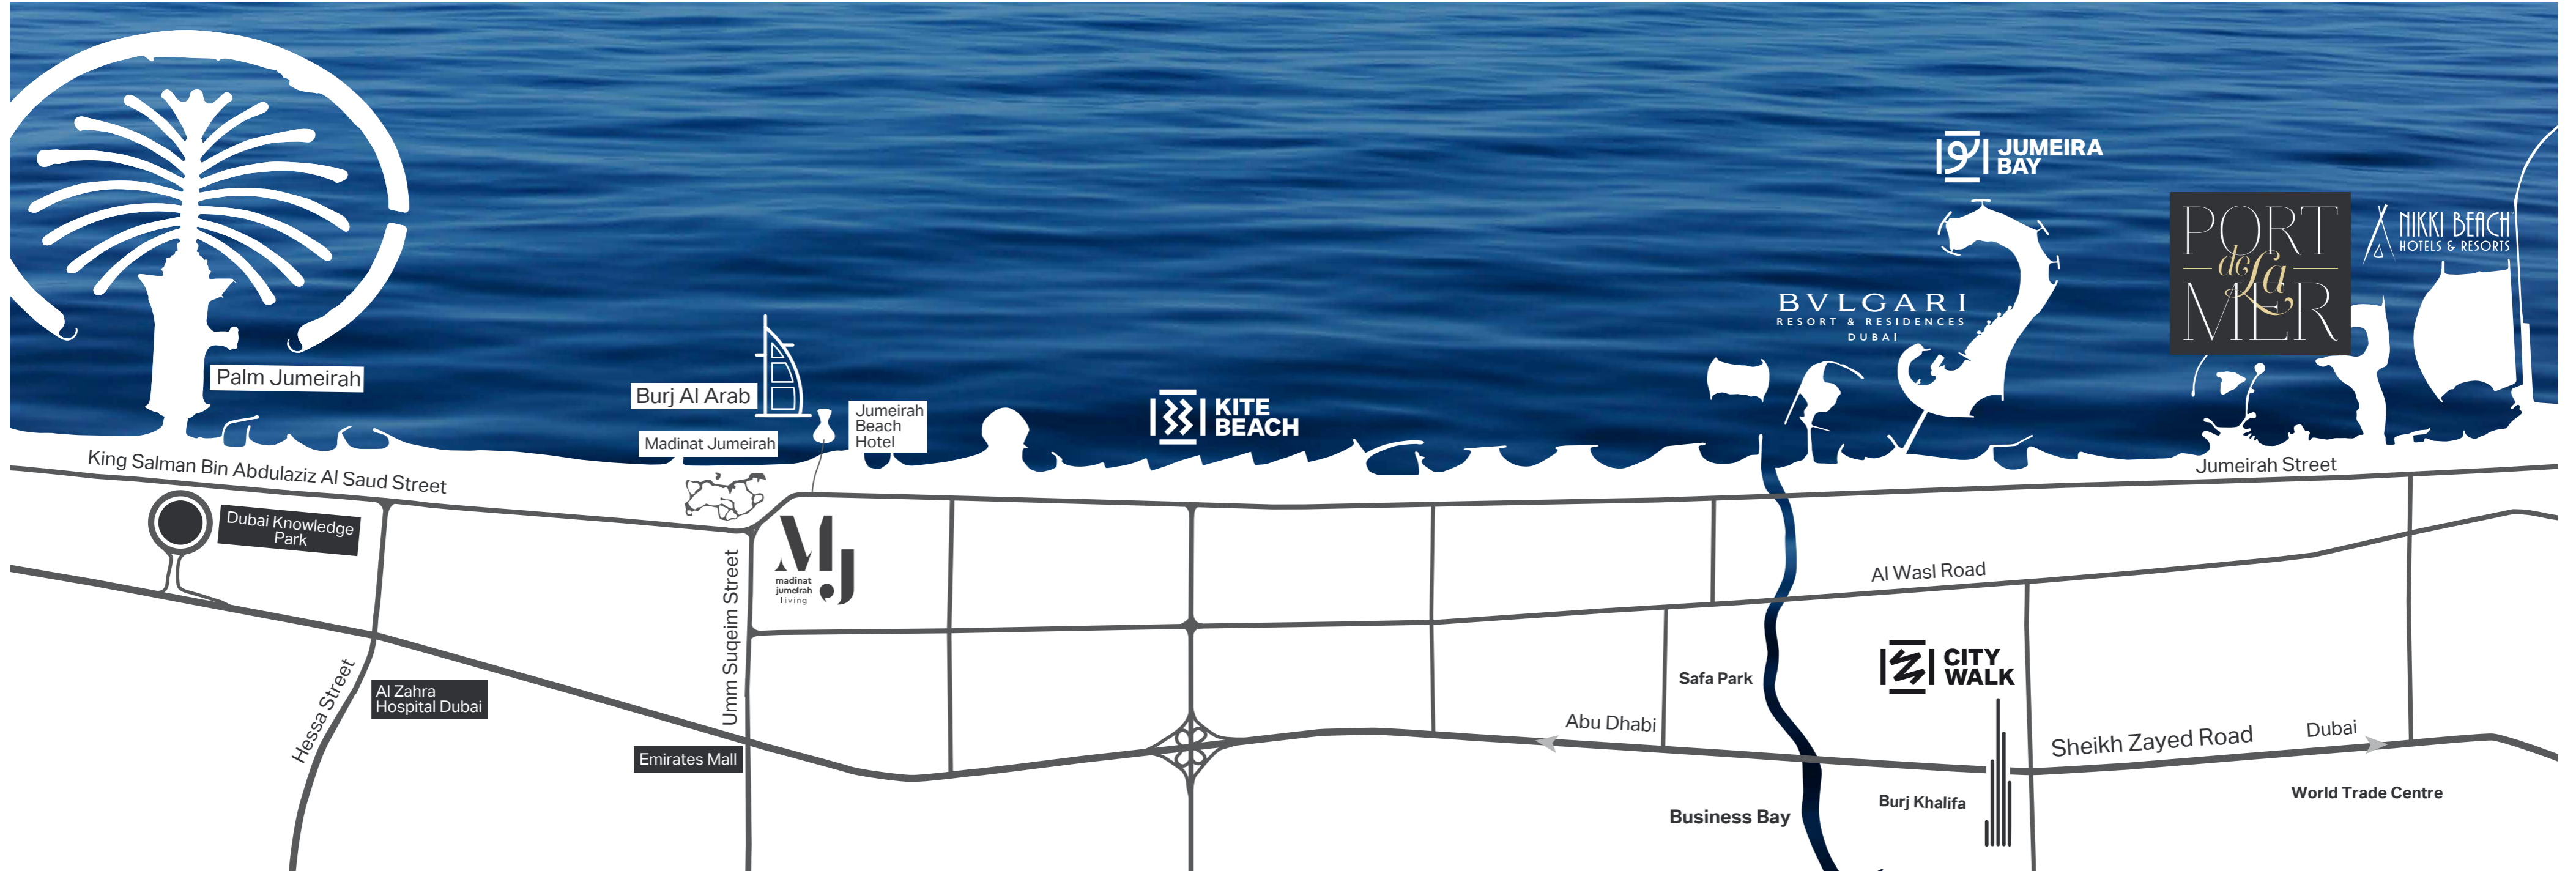 JUMEIRA
BAY
PORT
de La
MER
NIKKI BEACH
HOTELS & RESORTS
BVLGARI
RESORT & RESIDENCES
DUBAI
Palm Jumeirah
Burj Al Arab
Jumeirah
Beach
Hotel
KITE
BEACH
Madinat Jumeirah
King Salman Bin Abdulaziz Al Saud Street
Jumeirah Street
Dubai Knowledge
Park
MJ
madinat
jumeirah
living
Umm Suqeim Street
Al Wasl Road
Hessa Street
Al Zahra
Hospital Dubai
Safa Park
CITY
WALK
Emirates Mall
Abu Dhabi
Sheikh Zayed Road
Dubai
Burj Khalifa
World Trade Centre
Business Bay